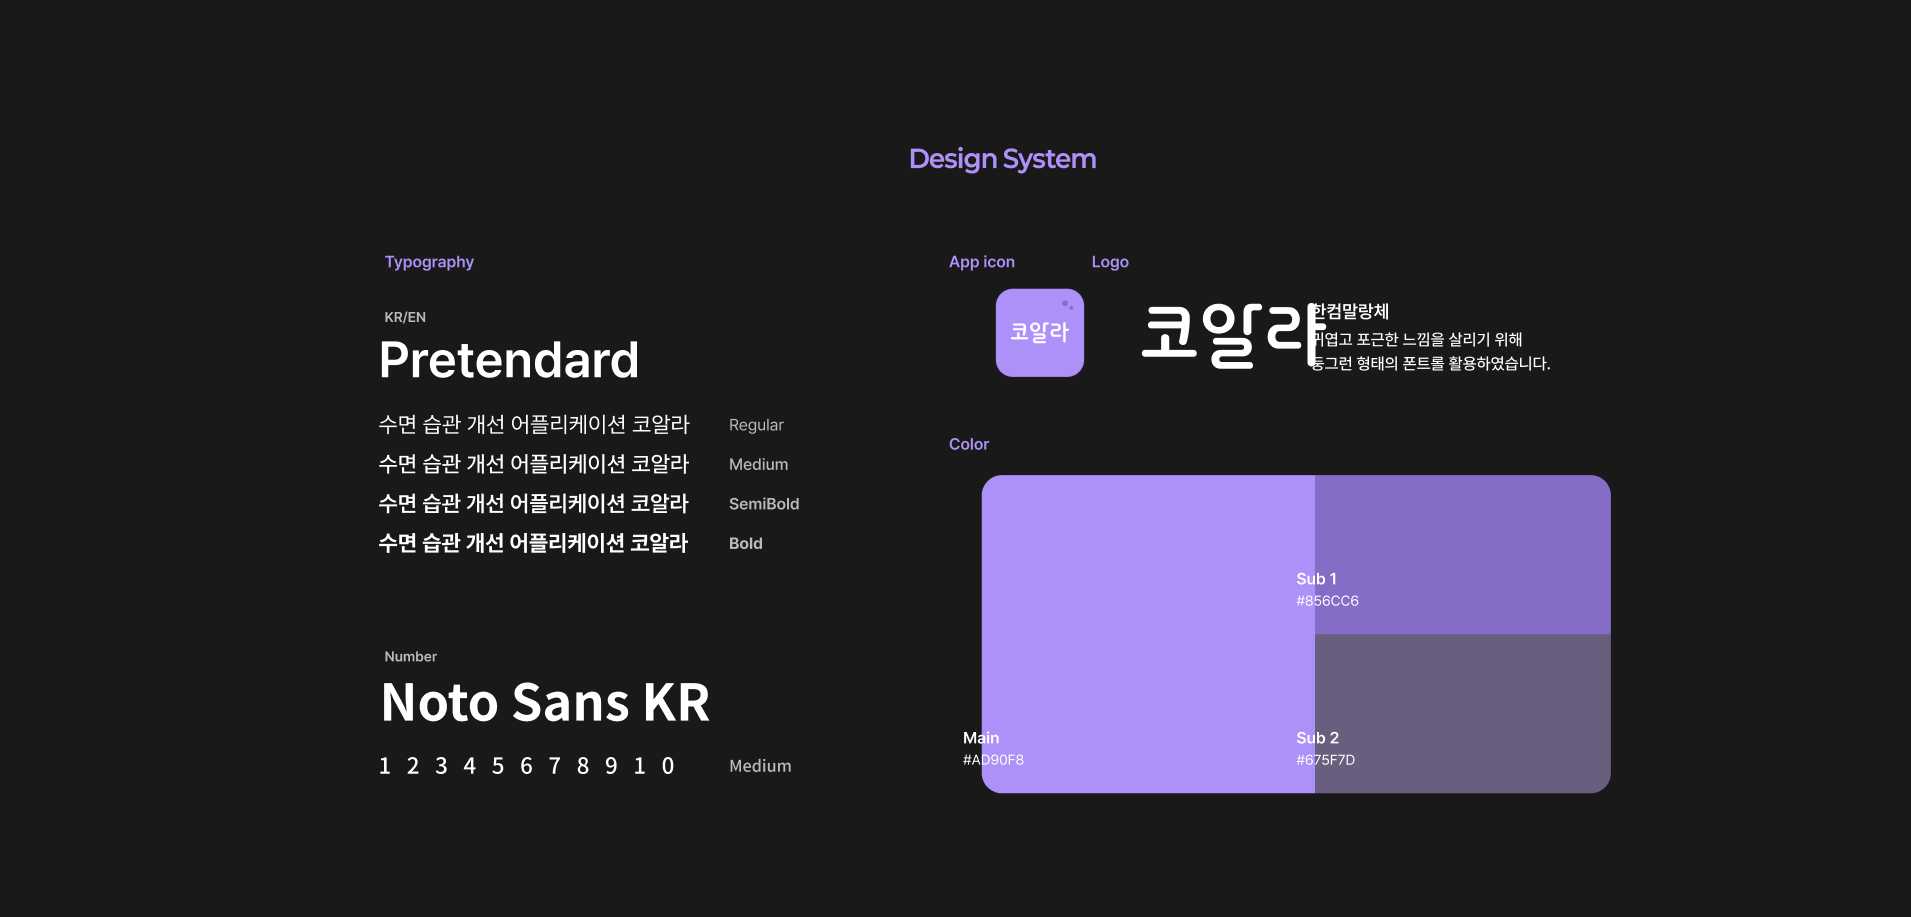 Design System
Typography
KR/EN
Pretendard
수면 습관 개선 어플리케이션 코알라 Regular
수면 습관 개선 어플리케이션 코알라 Medium
수면 습관 개선 어플리케이션 코알라 SemiBold
수면 습관 개선 어플리케이션 코알라 Bold
Number
Noto Sans KR
1 2 3 4 5 6 7 8 9 1 0 Medium
App icon
코알라
Logo
코알라
한컴말랑체
귀엽고 포근한 느낌을 살리기 위해
둥그런 형태의 폰트롤 활용하였습니다.
Color
Main
#AD90F8
Sub 1
#856CC6
Sub 2
#675F7D